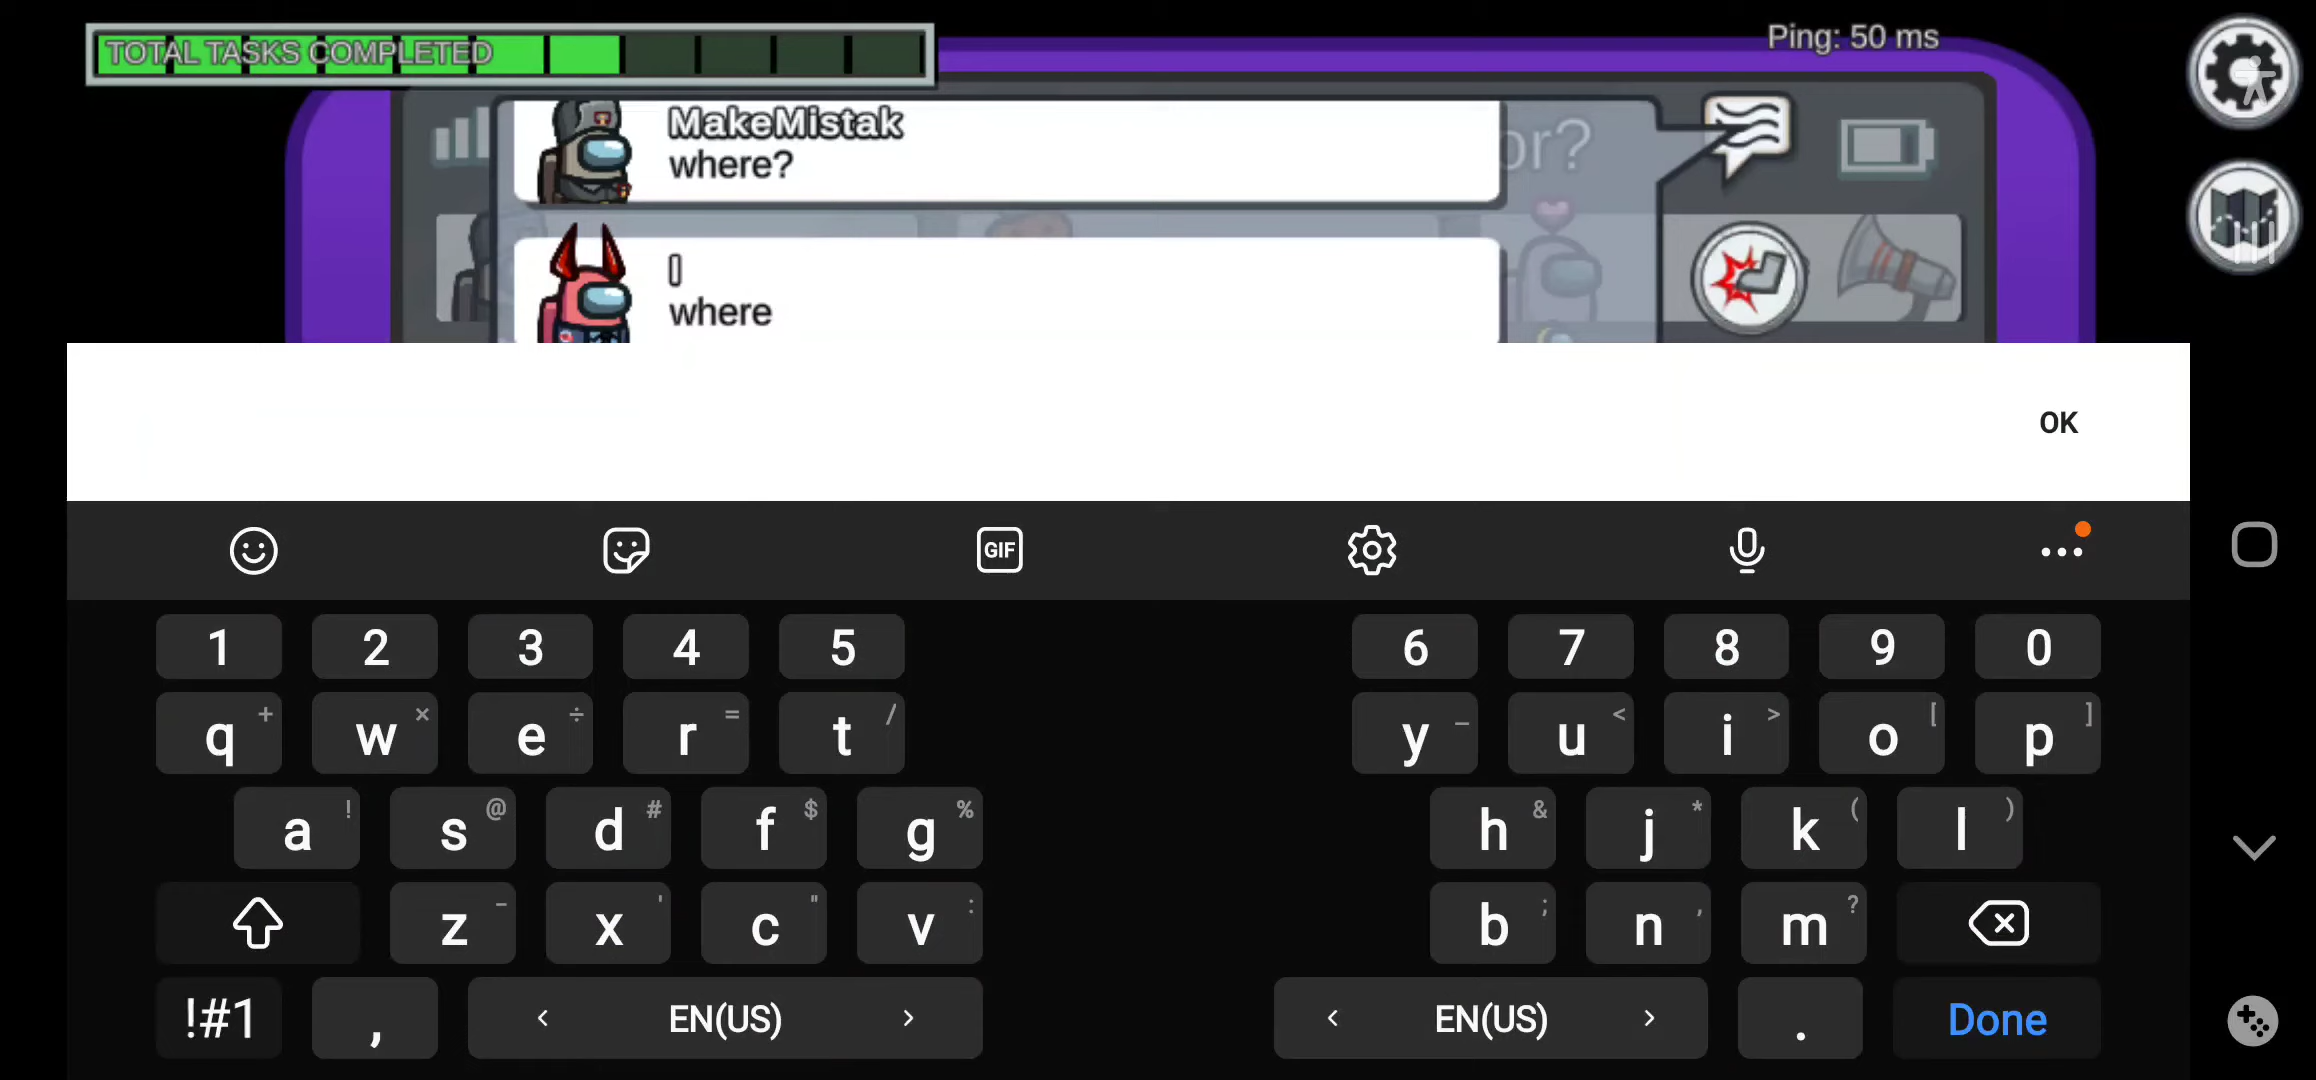 TOTAL TASKS COMPLETED
Ping: 50 ms
MakeMistak
where?
or?
where
OK
GIF
1 2 3 4 5 6 7 8 9 0
q + w × e ÷ r = t / y _ u < i > o [ p ]
a ! s @ d # f $ g % h & j * k ( l )
z - x ' c " v : b ; n , m ?
!#1 , < EN(US) > < EN(US) > . Done